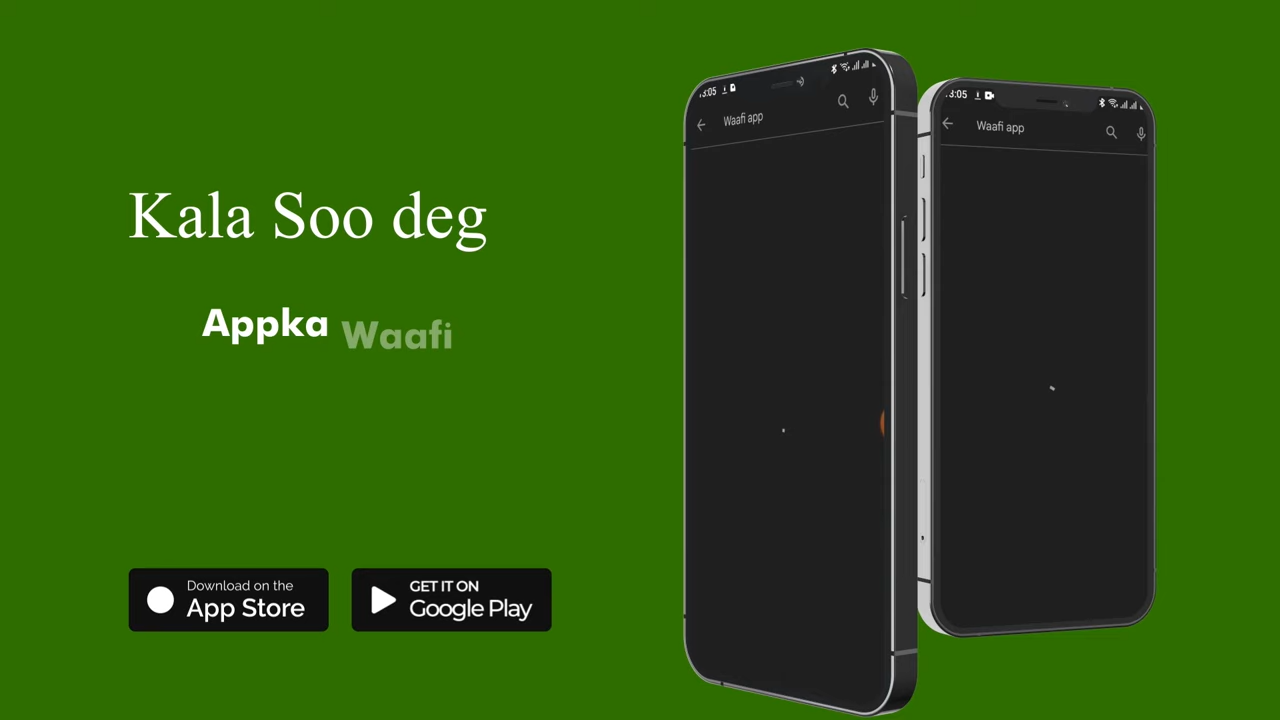 Kala Soo deg
Appka Waafi
Download on the
App Store
GET IT ON
Google Play
3:05
Waafi app
3:05
Waafi app